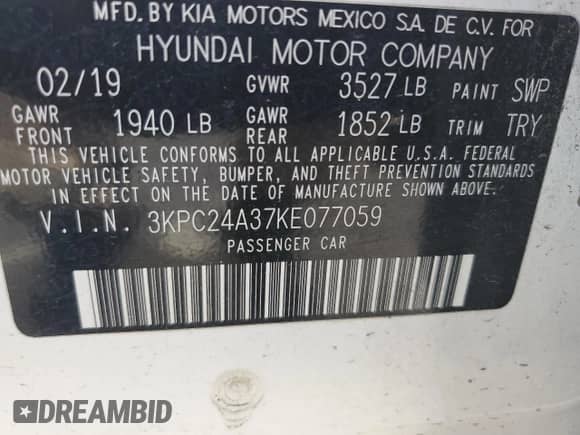 MFD. BY KIA MOTORS MEXICO S.A. DE C.V. FOR
HYUNDAI MOTOR COMPANY
02/19 GVWR 3527 LB PAINT SWP
GAWR FRONT 1940 LB GAWR REAR 1852 LB TRIM TRY
THIS VEHICLE CONFORMS TO ALL APPLICABLE U.S.A. FEDERAL
MOTOR VEHICLE SAFETY, BUMPER, AND THEFT PREVENTION STANDARDS
IN EFFECT ON THE DATE OF MANUFACTURE SHOWN ABOVE.
V.I.N. 3KPC24A37KE077059
PASSENGER CAR
DREAMBID